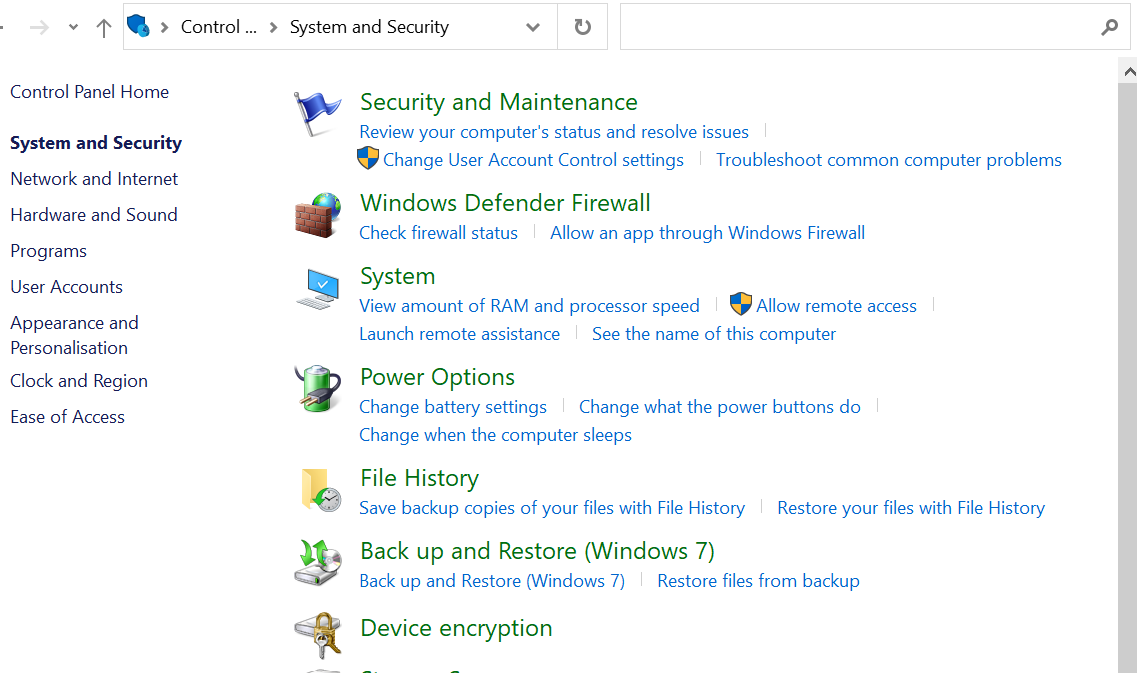 Control ... System and Security
Control Panel Home
System and Security
Network and Internet
Hardware and Sound
Programs
User Accounts
Appearance and
Personalisation
Clock and Region
Ease of Access
Security and Maintenance
Review your computer's status and resolve issues
Change User Account Control settings Troubleshoot common computer problems
Windows Defender Firewall
Check firewall status Allow an app through Windows Firewall
System
View amount of RAM and processor speed Allow remote access
Launch remote assistance See the name of this computer
Power Options
Change battery settings Change what the power buttons do
Change when the computer sleeps
File History
Save backup copies of your files with File History Restore your files with File History
Back up and Restore (Windows 7)
Back up and Restore (Windows 7) Restore files from backup
Device encryption